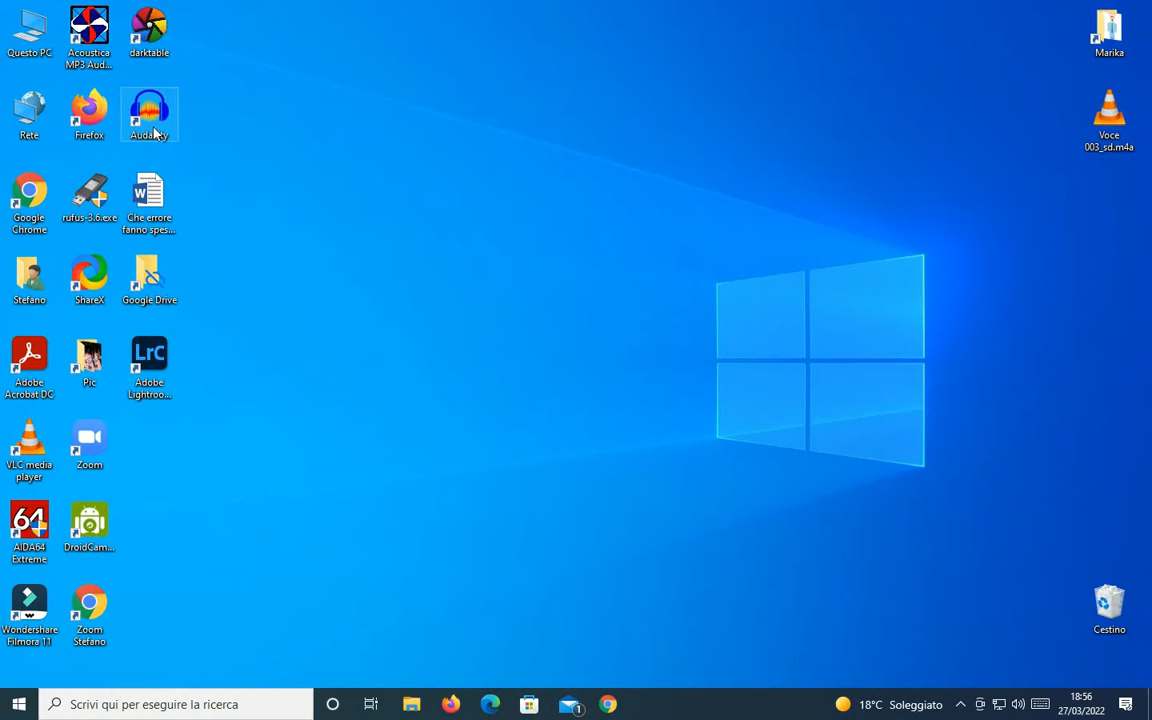 Questo PC
Acoustica
MP3 Aud...
darktable
Marika
Rete
Firefox
Audacity
Voce
003_sd.m4a
Google
Chrome
rufus-3.6.exe
Che errore
fanno spes...
Stefano
ShareX
Google Drive
Adobe
Acrobat DC
Pic
LrC
Adobe
Lightroo...
VLC media
player
Zoom
64
AIDA64
Extreme
DroidCam...
Wondershare
Filmora 11
Zoom
Stefano
Cestino
Scrivi qui per eseguire la ricerca
1
18°C Soleggiato
18:56
27/03/2022